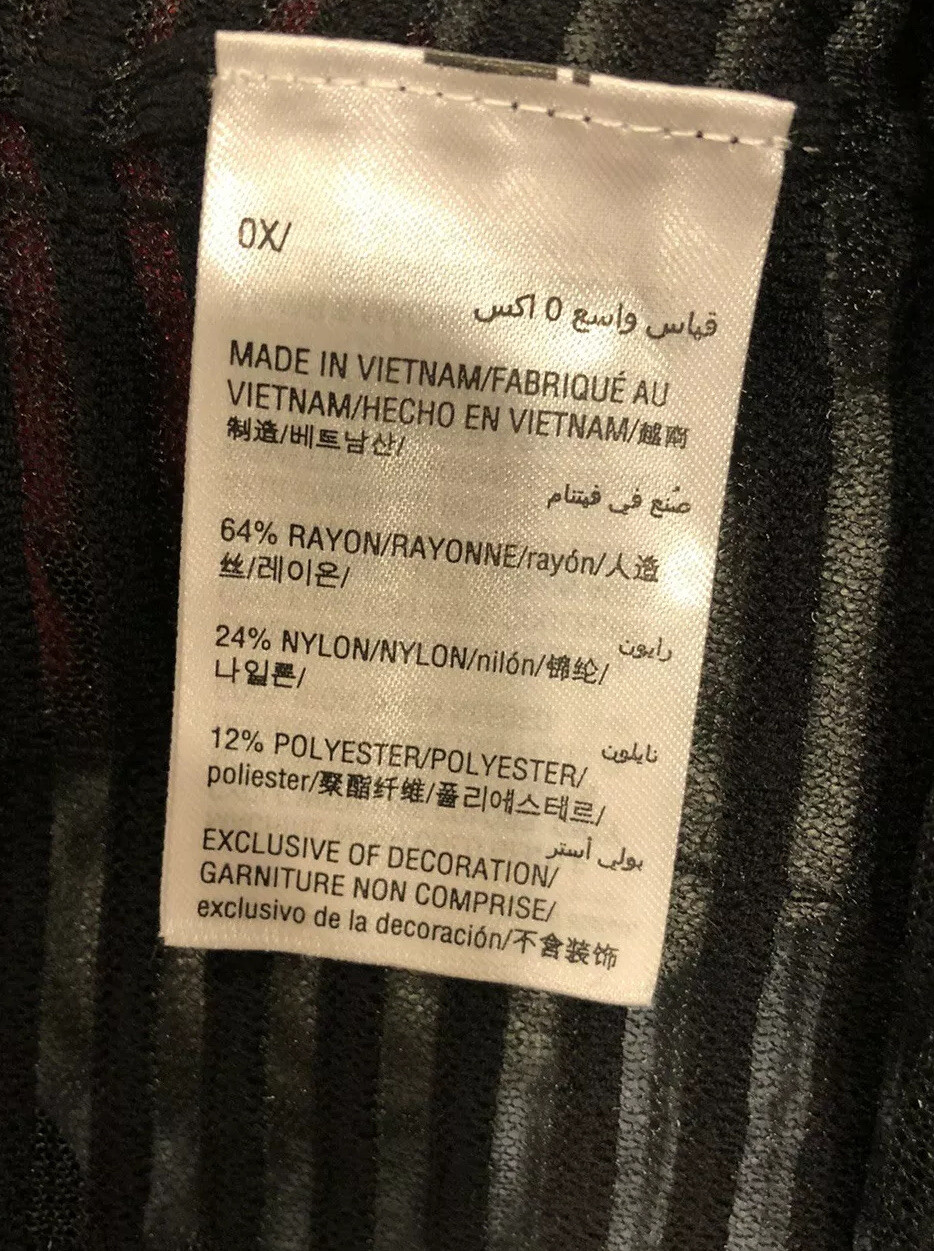 0X/
قياس واسع 0 اكس
MADE IN VIETNAM/FABRIQUÉ AU
VIETNAM/HECHO EN VIETNAM/越南
制造/베트남산/
صُنع في فيتنام
64% RAYON/RAYONNE/rayón/人造
丝/레이온/
رايون
24% NYLON/NYLON/nilón/锦纶/
나일론/
نايلون
12% POLYESTER/POLYESTER/
poliester/聚酯纤维/폴리에스테르/
بولي أستر
EXCLUSIVE OF DECORATION/
GARNITURE NON COMPRISE/
exclusivo de la decoración/不含装饰